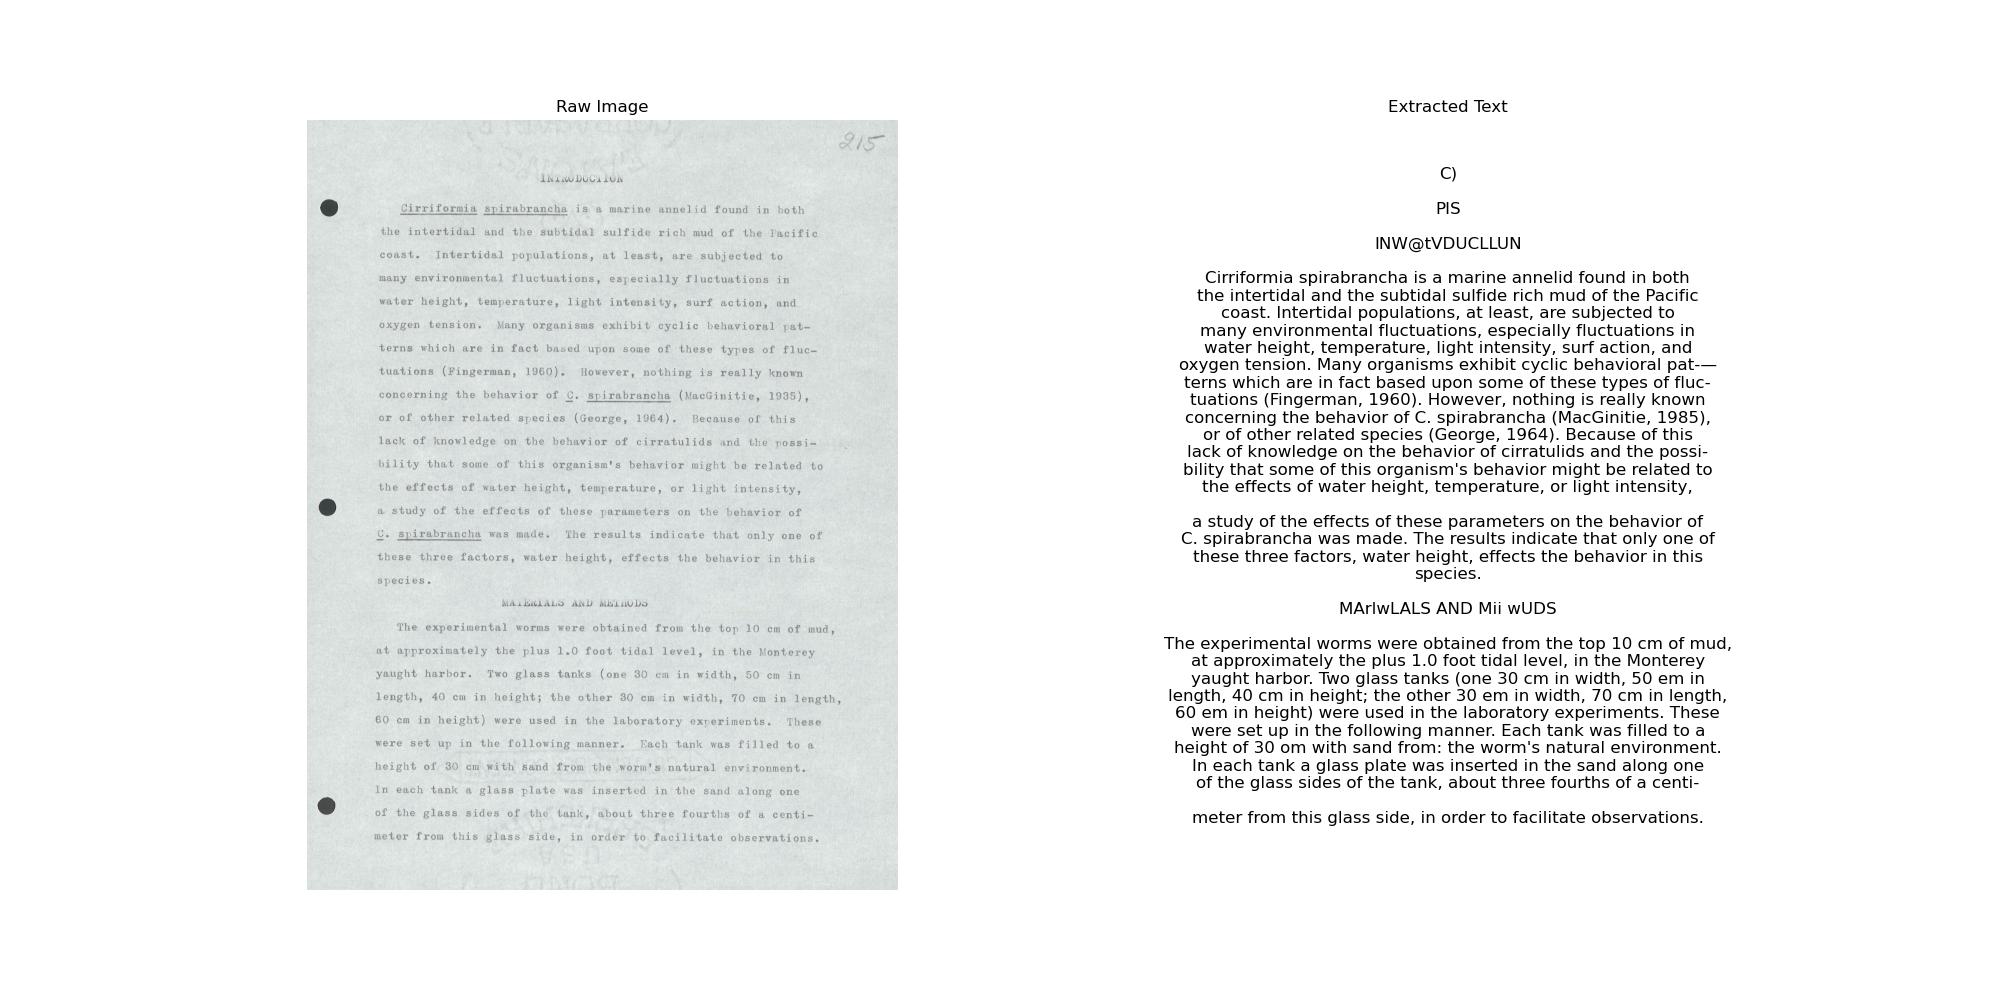 Raw Image
215
INTRODUCTION
Cirriformia spirabrancha is a marine annelid found in both
the intertidal and the subtidal sulfide rich mud of the Pacific
coast. Intertidal populations, at least, are subjected to
many environmental fluctuations, especially fluctuations in
water height, temperature, light intensity, surf action, and
oxygen tension. Many organisms exhibit cyclic behavioral pat-
terns which are in fact based upon some of these types of fluc-
tuations (Fingerman, 1960). However, nothing is really known
concerning the behavior of C. spirabrancha (MacGinitie, 1935),
or of other related species (George, 1964). Because of this
lack of knowledge on the behavior of cirratulids and the possi-
bility that some of this organism's behavior might be related to
the effects of water height, temperature, or light intensity,
a study of the effects of these parameters on the behavior of
C. spirabrancha was made. The results indicate that only one of
these three factors, water height, effects the behavior in this
species.
MATERIALS AND METHODS
The experimental worms were obtained from the top 10 cm of mud,
at approximately the plus 1.0 foot tidal level, in the Monterey
yaught harbor. Two glass tanks (one 30 cm in width, 50 cm in
length, 40 cm in height; the other 30 cm in width, 70 cm in length,
60 cm in height) were used in the laboratory experiments. These
were set up in the following manner. Each tank was filled to a
height of 30 cm with sand from the worm's natural environment.
In each tank a glass plate was inserted in the sand along one
of the glass sides of the tank, about three fourths of a centi-
meter from this glass side, in order to facilitate observations.
Extracted Text
C)
PIS
INW@tVDUCLLUN
Cirriformia spirabrancha is a marine annelid found in both
the intertidal and the subtidal sulfide rich mud of the Pacific
coast. Intertidal populations, at least, are subjected to
many environmental fluctuations, especially fluctuations in
water height, temperature, light intensity, surf action, and
oxygen tension. Many organisms exhibit cyclic behavioral pat-—
terns which are in fact based upon some of these types of fluc-
tuations (Fingerman, 1960). However, nothing is really known
concerning the behavior of C. spirabrancha (MacGinitie, 1985),
or of other related species (George, 1964). Because of this
lack of knowledge on the behavior of cirratulids and the possi-
bility that some of this organism's behavior might be related to
the effects of water height, temperature, or light intensity,
a study of the effects of these parameters on the behavior of
C. spirabrancha was made. The results indicate that only one of
these three factors, water height, effects the behavior in this
species.
MArlwLALS AND Mii wUDS
The experimental worms were obtained from the top 10 cm of mud,
at approximately the plus 1.0 foot tidal level, in the Monterey
yaught harbor. Two glass tanks (one 30 cm in width, 50 em in
length, 40 cm in height; the other 30 em in width, 70 cm in length,
60 em in height) were used in the laboratory experiments. These
were set up in the following manner. Each tank was filled to a
height of 30 om with sand from: the worm's natural environment.
In each tank a glass plate was inserted in the sand along one
of the glass sides of the tank, about three fourths of a centi-
meter from this glass side, in order to facilitate observations.